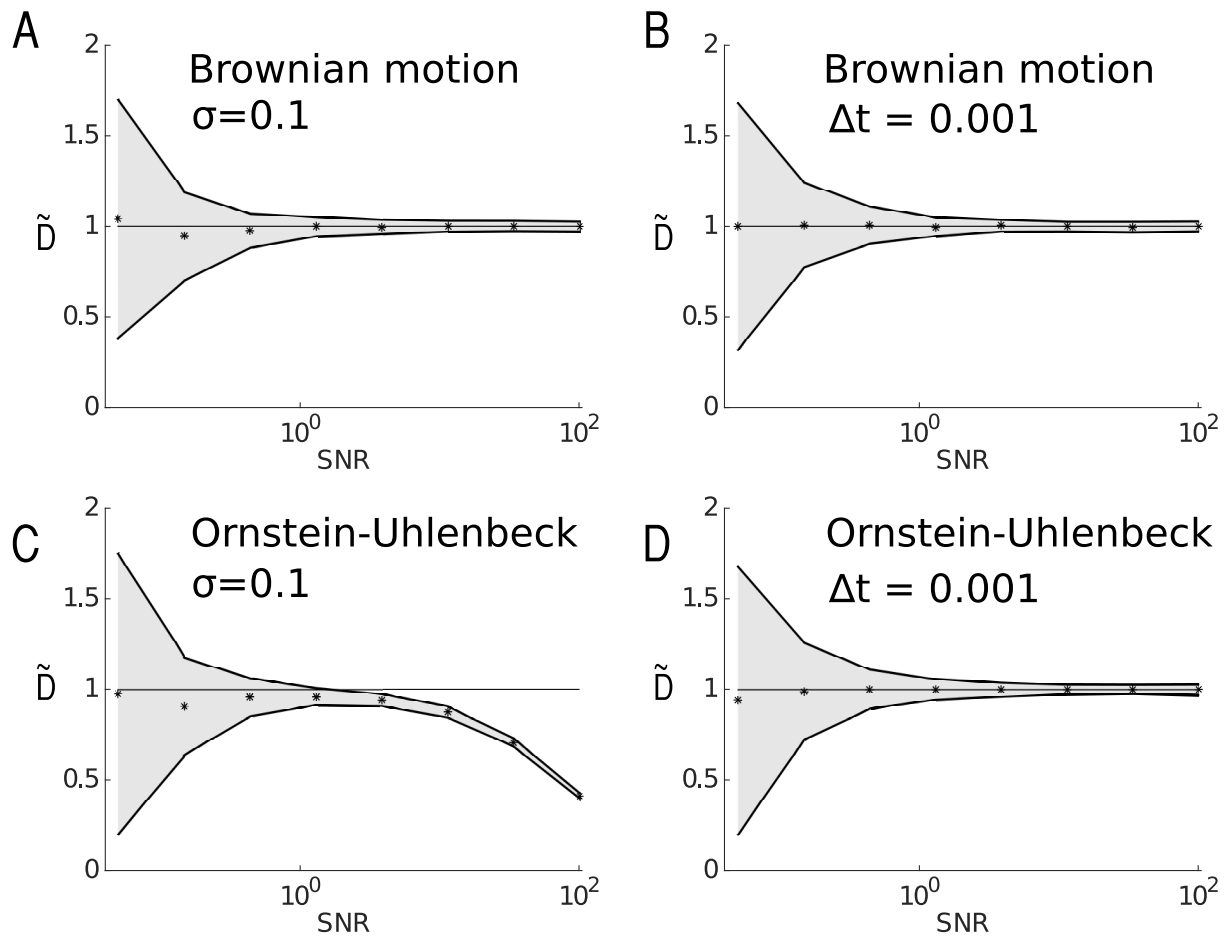 A
2
Brownian motion
σ=0.1
1.5
1
D̃
0.5
0
10^0
10^2
SNR
B
2
Brownian motion
Δt = 0.001
1.5
1
D̃
0.5
0
10^0
10^2
SNR
C
2
Ornstein-Uhlenbeck
σ=0.1
1.5
1
D̃
0.5
0
10^0
10^2
SNR
D
2
Ornstein-Uhlenbeck
Δt = 0.001
1.5
1
D̃
0.5
0
10^0
10^2
SNR